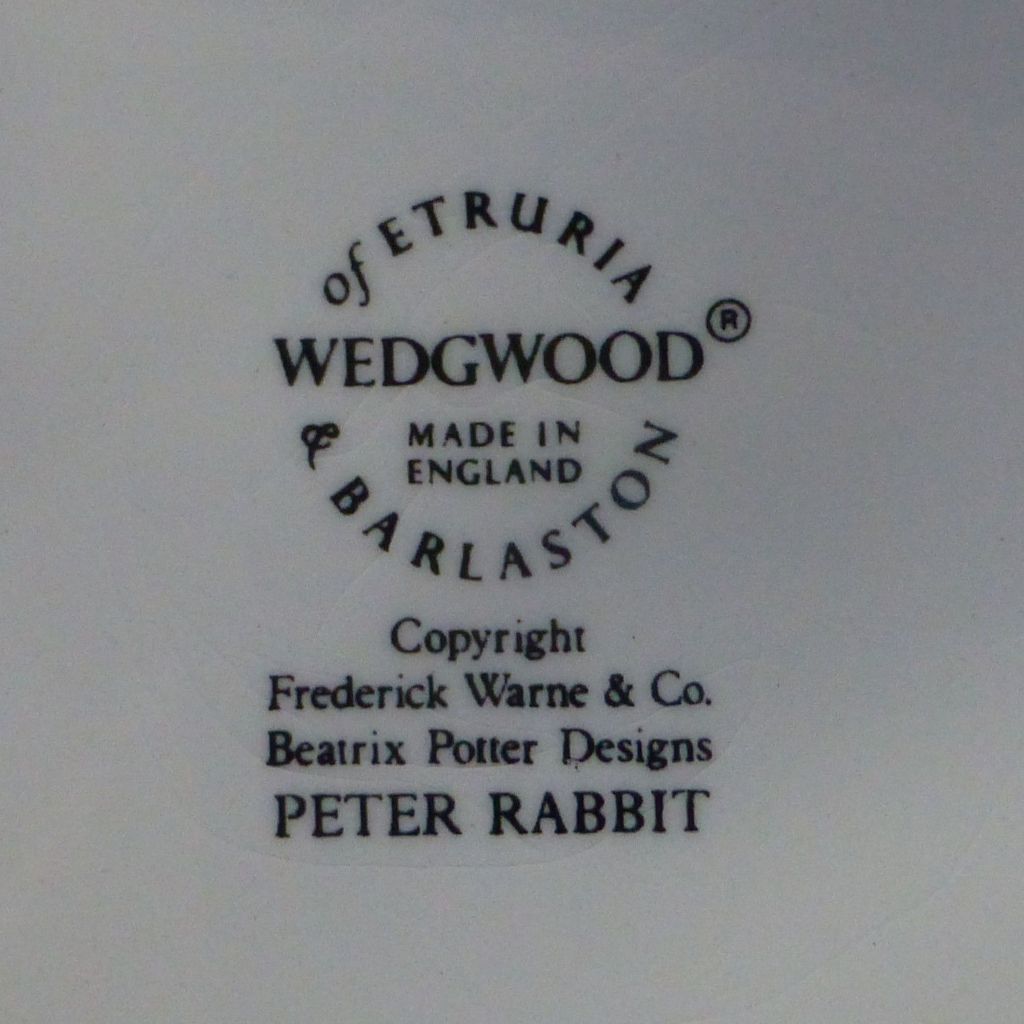 of ETRURIA
WEDGWOOD®
MADE IN
ENGLAND
& BARLASTON
Copyright
Frederick Warne & Co.
Beatrix Potter Designs
PETER RABBIT